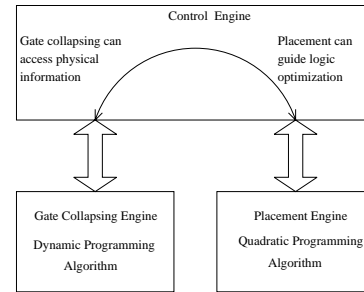 Control Engine
Gate collapsing can
access physical
information
Placement can
guide logic
optimization
Gate Collapsing Engine
Dynamic Programming
Algorithm
Placement Engine
Quadratic Programming
Algorithm